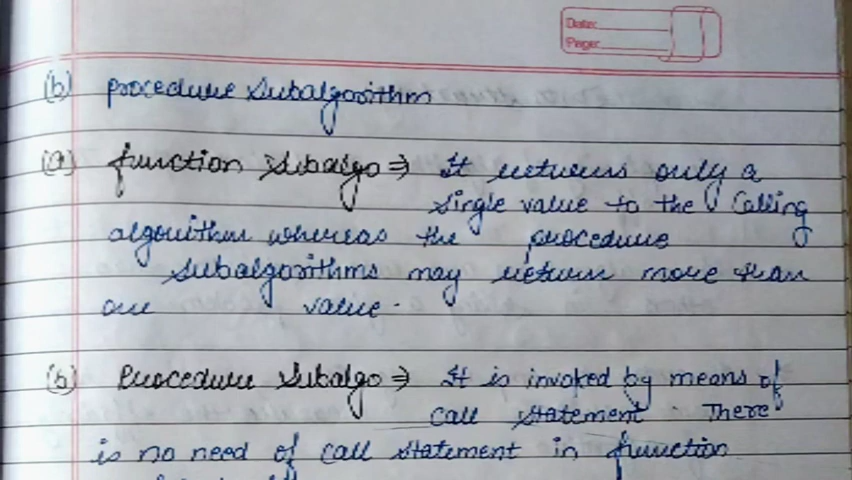 Date:
Page:
(b) procedure Subalgorithm
(a) function Subalgo ⇒ It returns only a
single value to the calling
algorithm whereas the procedure
subalgorithms may return more than
one value.
(b) Procedure Subalgo ⇒ It is invoked by means of
call statement. There
is no need of call statement in function